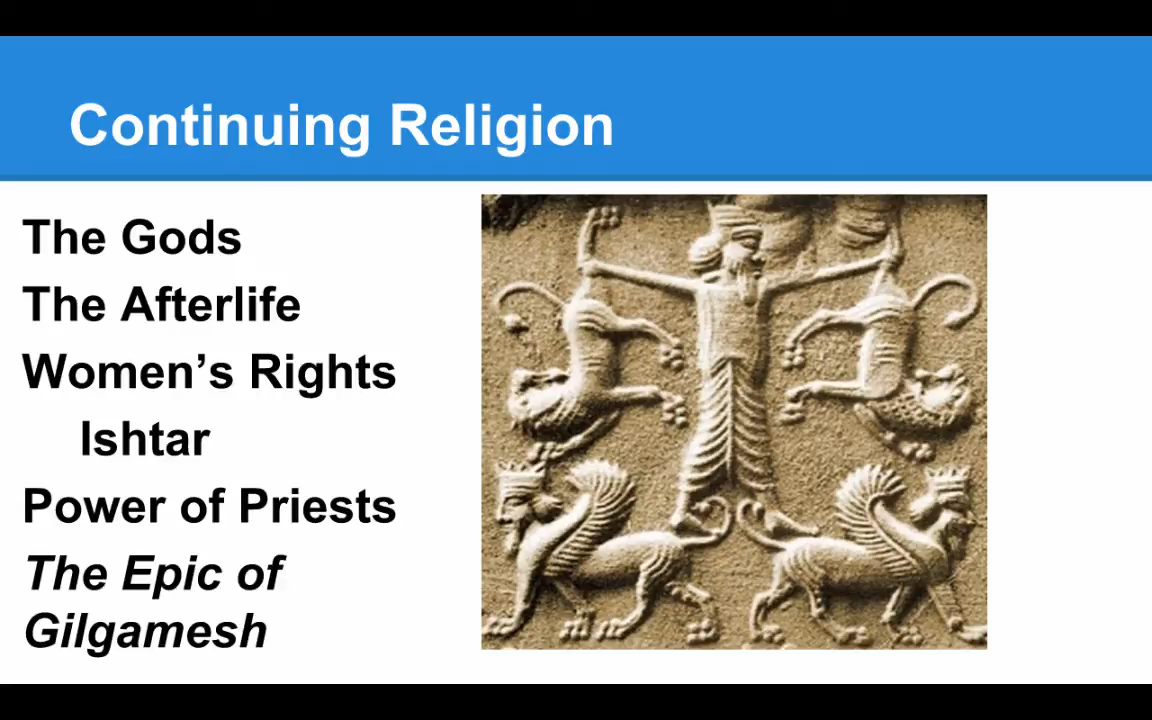 Continuing Religion
The Gods
The Afterlife
Women’s Rights
Ishtar
Power of Priests
The Epic of
Gilgamesh